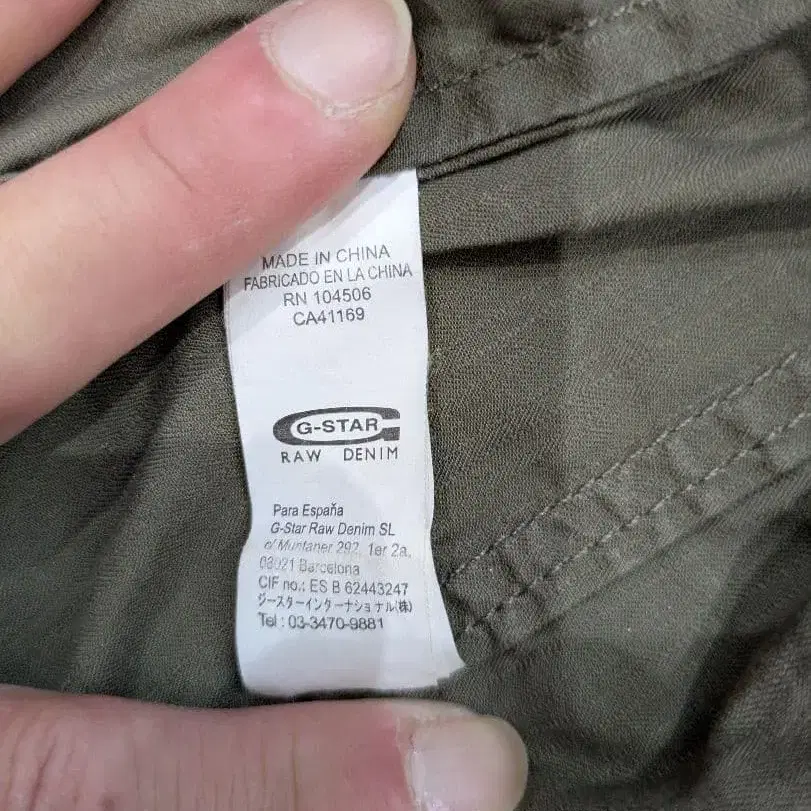 MADE IN CHINA
FABRICADO EN LA CHINA
RN 104506
CA41169
G-STAR
RAW DENIM
Para España
G-Star Raw Denim SL
c/ Muntaner 292, 1er 2a,
08021 Barcelona
CIF no.: ES B 62443247
ジースターインターナショナル(株)
Tel : 03-3470-9881